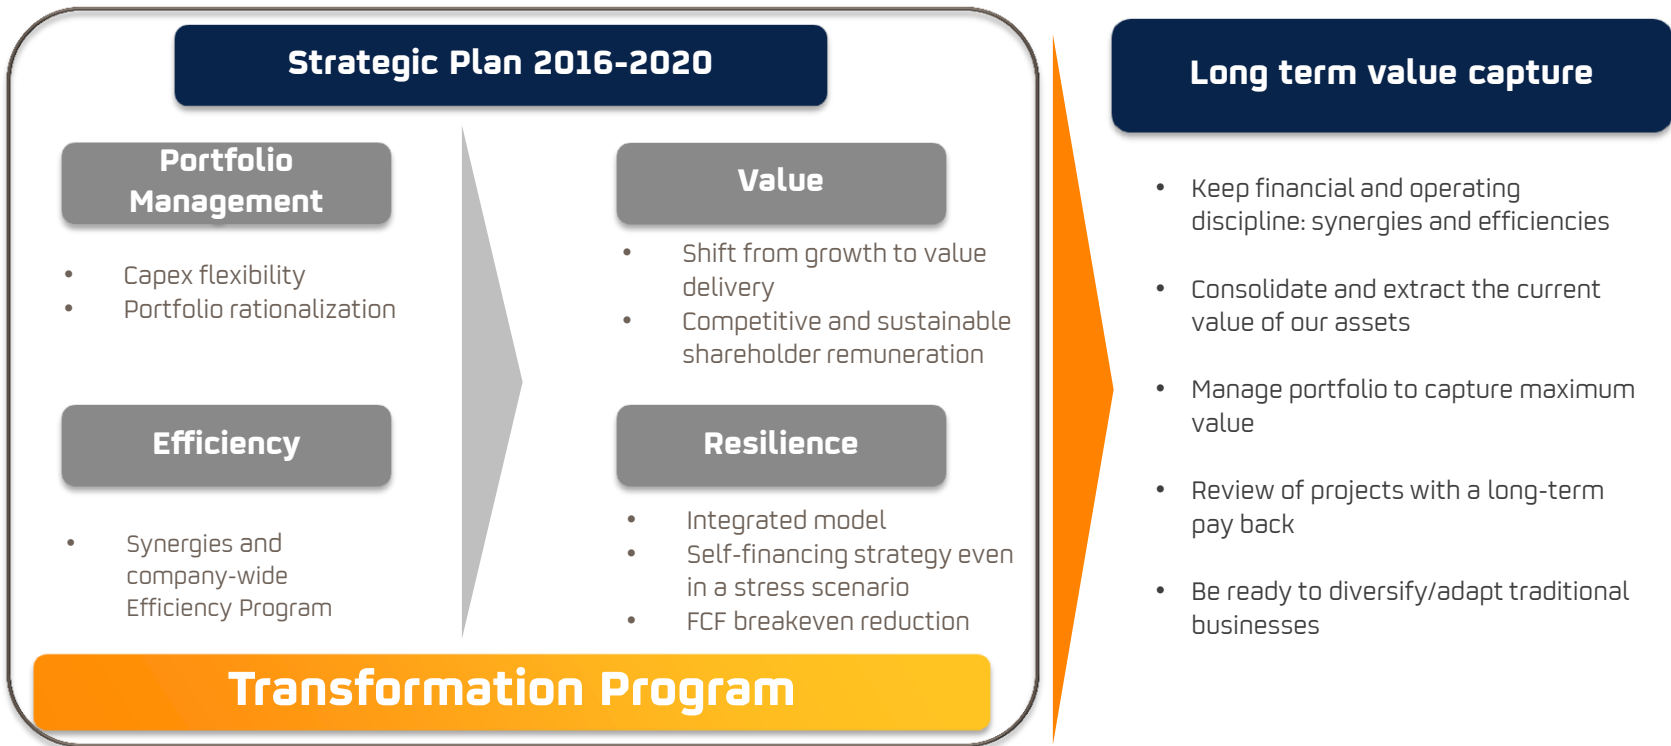 Strategic Plan 2016-2020
Portfolio
Management
• Capex flexibility
• Portfolio rationalization
Efficiency
• Synergies and
company-wide
Efficiency Program
Value
• Shift from growth to value
delivery
• Competitive and sustainable
shareholder remuneration
Resilience
• Integrated model
• Self-financing strategy even
in a stress scenario
• FCF breakeven reduction
Transformation Program
Long term value capture
• Keep financial and operating
discipline: synergies and efficiencies
• Consolidate and extract the current
value of our assets
• Manage portfolio to capture maximum
value
• Review of projects with a long-term
pay back
• Be ready to diversify/adapt traditional
businesses